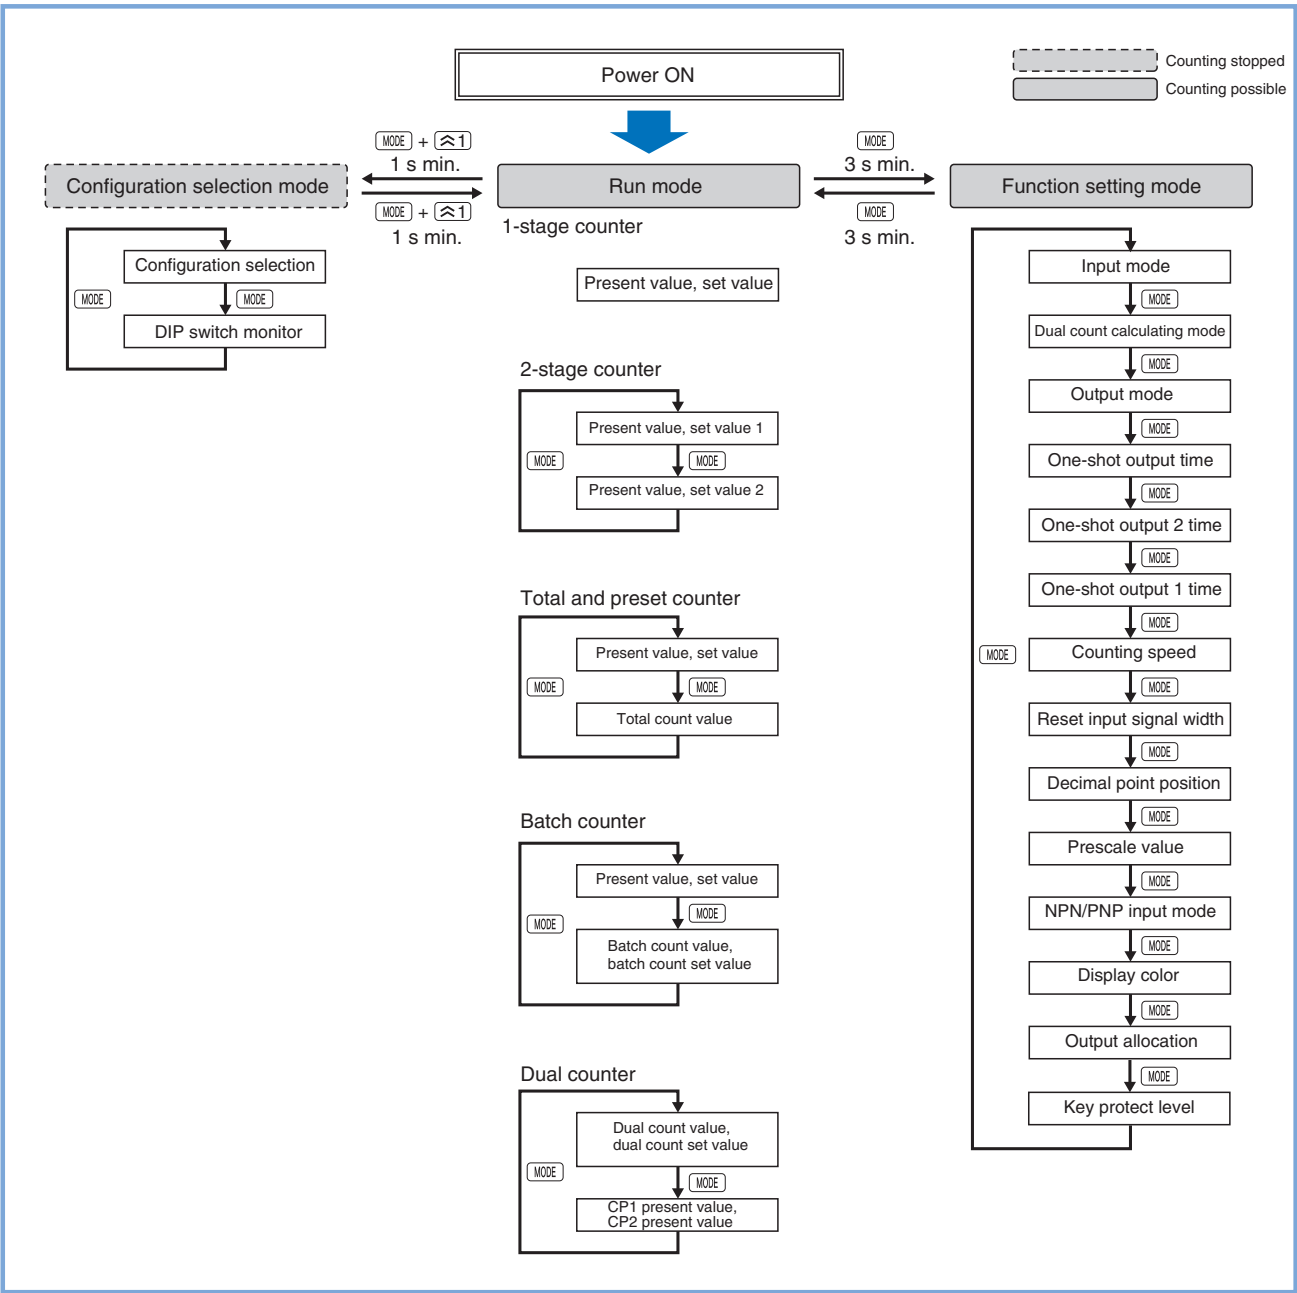 Power ON
Counting stopped
Counting possible
MODE + 1
1 s min.
MODE
3 s min.
Configuration selection mode
Run mode
Function setting mode
MODE + 1
1 s min.
MODE
3 s min.
Configuration selection
MODE
MODE
DIP switch monitor
1-stage counter
Present value, set value
2-stage counter
Present value, set value 1
MODE
MODE
Present value, set value 2
Total and preset counter
Present value, set value
MODE
MODE
Total count value
Batch counter
Present value, set value
MODE
MODE
Batch count value,
batch count set value
Dual counter
Dual count value,
dual count set value
MODE
MODE
CP1 present value,
CP2 present value
Input mode
MODE
Dual count calculating mode
MODE
Output mode
MODE
One-shot output time
MODE
One-shot output 2 time
MODE
One-shot output 1 time
MODE
MODE
Counting speed
MODE
Reset input signal width
MODE
Decimal point position
MODE
Prescale value
MODE
NPN/PNP input mode
MODE
Display color
MODE
Output allocation
MODE
Key protect level